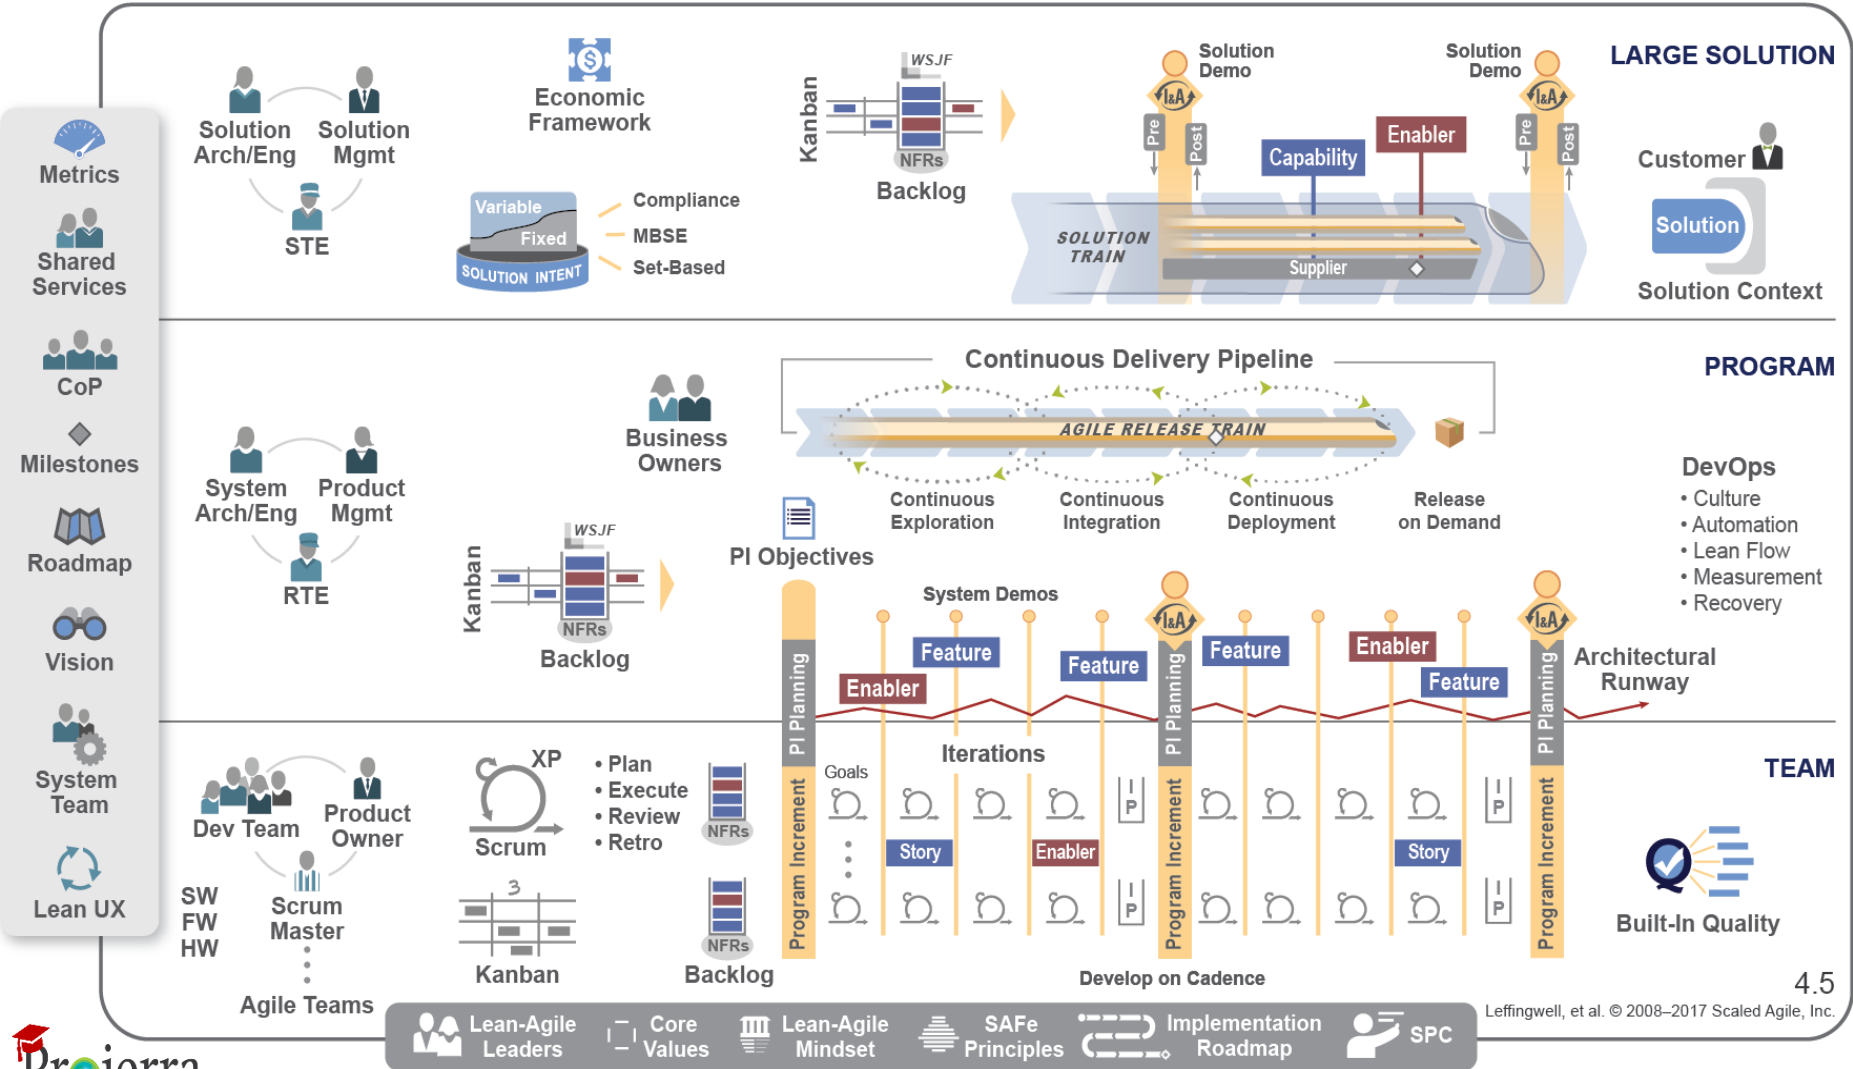 LARGE SOLUTION
Metrics
Shared
Services
CoP
Milestones
Roadmap
Vision
System
Team
Lean UX
Solution
Arch/Eng
Solution
Mgmt
STE
Economic
Framework
Variable
Fixed
SOLUTION INTENT
Compliance
MBSE
Set-Based
Kanban
WSJF
NFRs
Backlog
Solution
Demo
I&A
Pre
Post
Capability
Enabler
Solution
Demo
I&A
Pre
Post
SOLUTION
TRAIN
Supplier
Customer
Solution
Solution Context
PROGRAM
System
Arch/Eng
Product
Mgmt
RTE
Business
Owners
Continuous Delivery Pipeline
AGILE RELEASE TRAIN
Continuous
Exploration
Continuous
Integration
Continuous
Deployment
Release
on Demand
DevOps
• Culture
• Automation
• Lean Flow
• Measurement
• Recovery
Kanban
WSJF
NFRs
Backlog
PI Objectives
System Demos
I&A
I&A
Enabler
Feature
Feature
Feature
Enabler
Feature
PI Planning
PI Planning
PI Planning
Architectural
Runway
TEAM
Dev Team
Product
Owner
Scrum
Master
SW
FW
HW
Agile Teams
XP
Scrum
• Plan
• Execute
• Review
• Retro
3
Kanban
NFRs
NFRs
Backlog
Iterations
Goals
I
P
I
P
I
P
I
P
Story
Enabler
Story
Program Increment
Program Increment
Program Increment
Develop on Cadence
Built-In Quality
4.5
Leffingwell, et al. © 2008–2017 Scaled Agile, Inc.
Lean-Agile
Leaders
Core
Values
Lean-Agile
Mindset
SAFe
Principles
Implementation
Roadmap
SPC